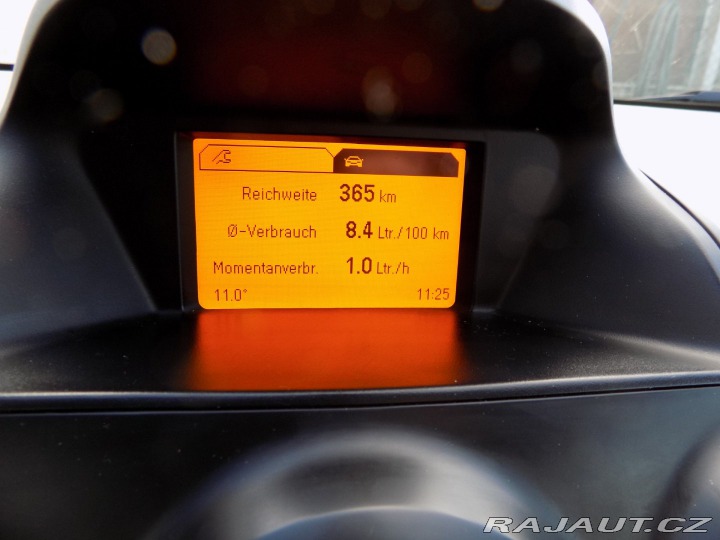 Reichweite 365 km
Ø-Verbrauch 8.4 Ltr./100 km
Momentanverbr. 1.0 Ltr./h
11.0° 11:25
RAJAUT.CZ